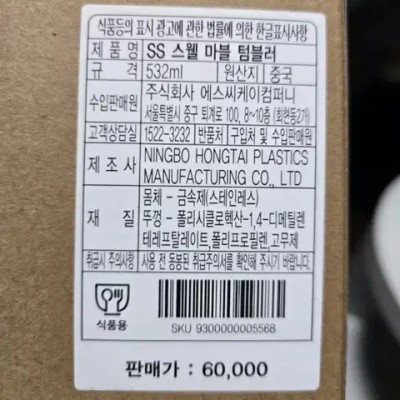 식품등의 표시 광고에 관한 법률에 의한 한글표시사항
제 품 명 SS 스웰 마블 텀블러
규 격 532ml 원산지 중국
수입판매원 주식회사 에스씨케이컴퍼니
서울특별시 중구 퇴계로 100, 8~10층 (회현동2가)
고객상담실 1522-3232 반품처 구입처 및 수입판매원
제 조 사 NINGBO HONGTAI PLASTICS
MANUFACTURING CO., LTD
재 질 몸체 - 금속제(스테인레스)
뚜껑 - 폴리시클로헥산-1,4-디메틸렌
테레프탈레이트,폴리프로필렌,고무제
취급시 주의사항 사용 전 동봉된 취급주의서를 확인해 주시기 바랍니다.
식품용
SKU 9300000005568
판매가 : 60,000